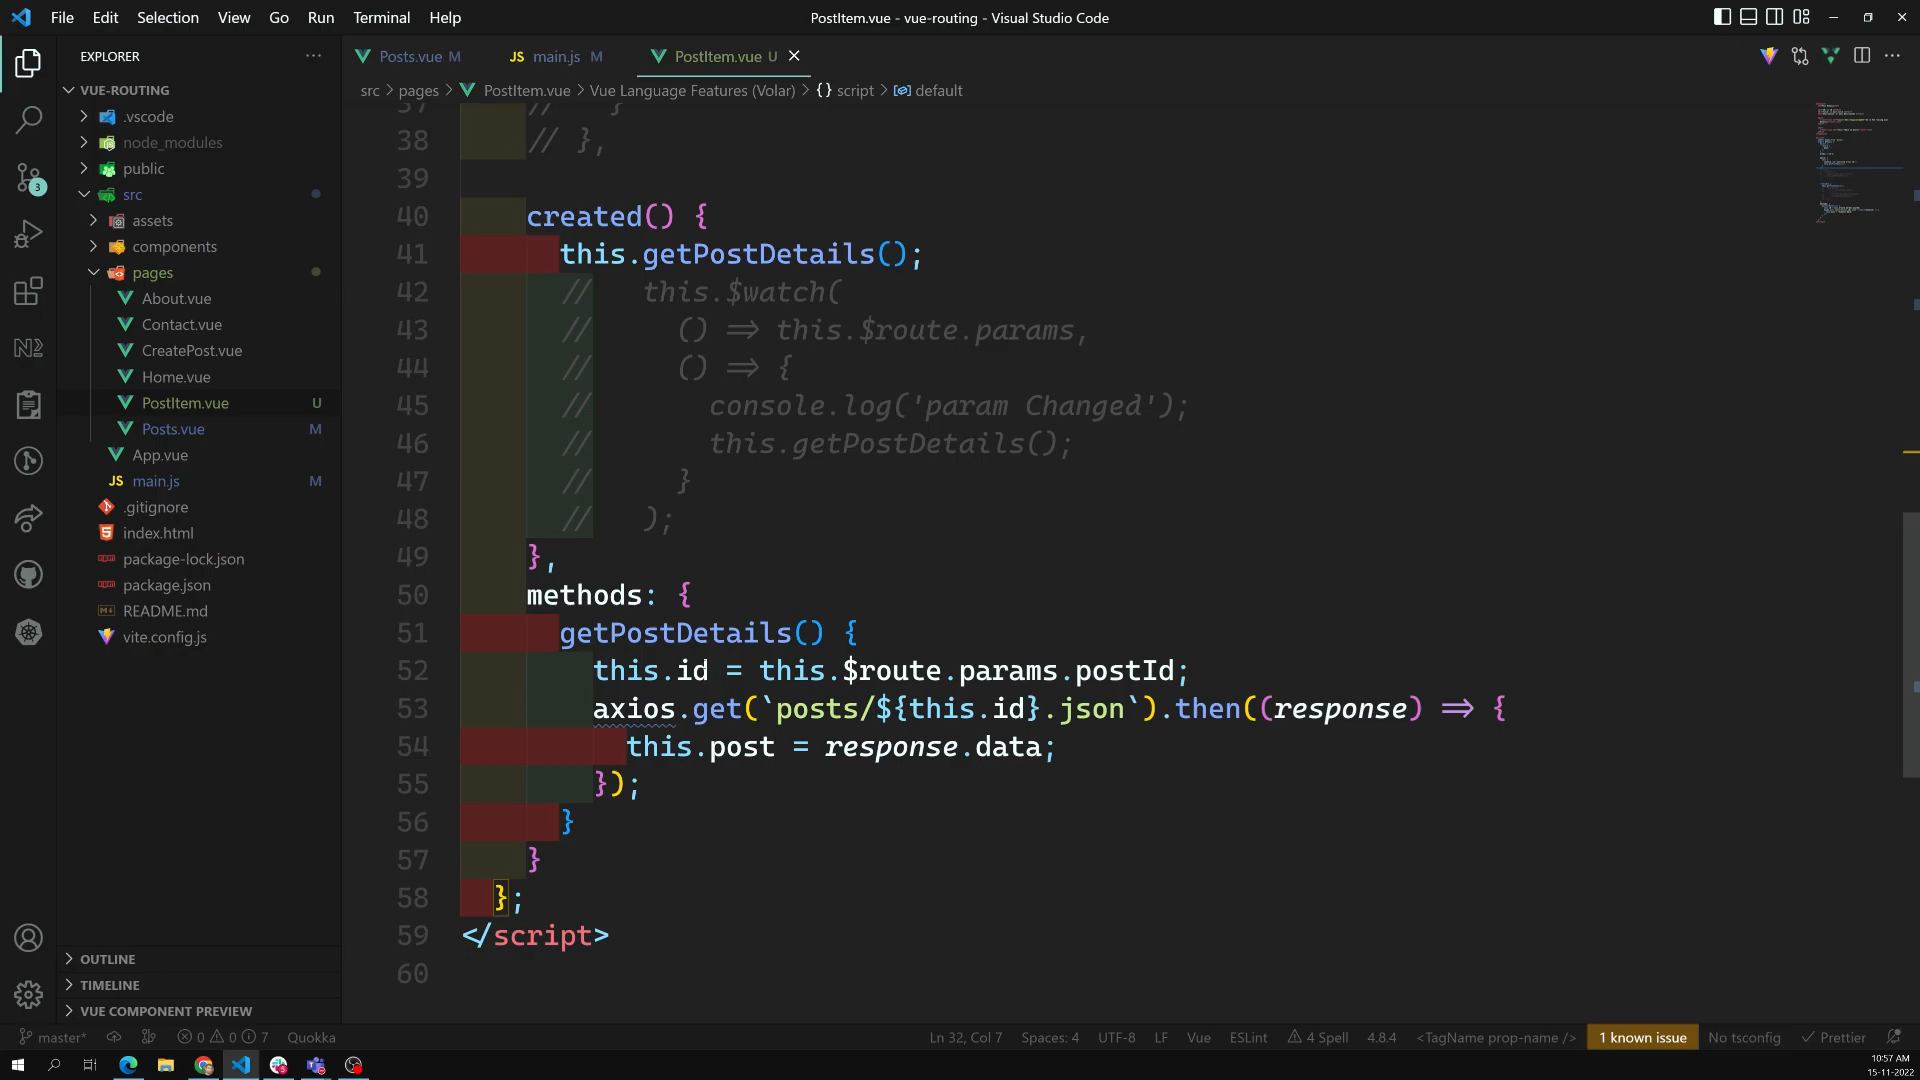 File Edit Selection View Go Run Terminal Help
PostItem.vue - vue-routing - Visual Studio Code
EXPLORER
VUE-ROUTING
.vscode
node_modules
public
src
assets
components
pages
About.vue
Contact.vue
CreatePost.vue
Home.vue
PostItem.vue U
Posts.vue M
App.vue
JS main.js M
.gitignore
index.html
package-lock.json
package.json
README.md
vite.config.js
OUTLINE
TIMELINE
VUE COMPONENT PREVIEW
3
Posts.vue M JS main.js M PostItem.vue U
src > pages > PostItem.vue > Vue Language Features (Volar) > {} script > default
37 // }
38 // },
39
40 created() {
41 this.getPostDetails();
42 // this.$watch(
43 // () => this.$route.params,
44 // () => {
45 // console.log('param Changed');
46 // this.getPostDetails();
47 // }
48 // );
49 },
50 methods: {
51 getPostDetails() {
52 this.id = this.$route.params.postId;
53 axios.get(`posts/${this.id}.json`).then((response) => {
54 this.post = response.data;
55 });
56 }
57 }
58 };
59 </script>
60
master* 0 0 7 Quokka Ln 32, Col 7 Spaces: 4 UTF-8 LF Vue ESLint 4 Spell 4.8.4 <TagName prop-name /> 1 known issue No tsconfig Prettier
10:57 AM
15-11-2022